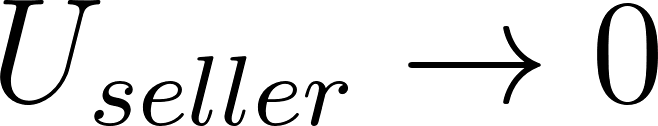 U_{seller} → 0